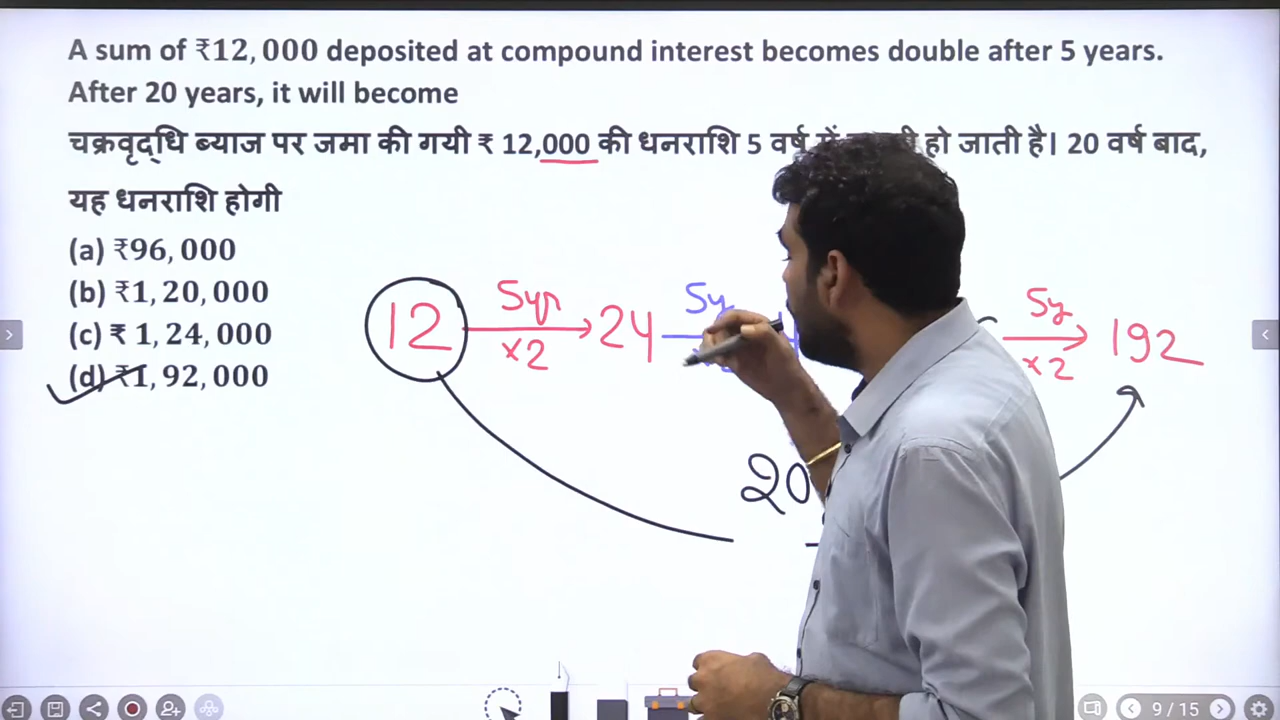 A sum of ₹12,000 deposited at compound interest becomes double after 5 years.
After 20 years, it will become
चक्रवृद्धि ब्याज पर जमा की गयी ₹ 12,000 की धनराशि 5 वर्ष हो जाती है। 20 वर्ष बाद,
यह धनराशि होगी
(a) ₹96,000
(b) ₹1,20,000
(c) ₹ 1,24,000
(d) ₹1,92,000
5yr 5y 5y
12 24 192
×2 ×2
20
9/15